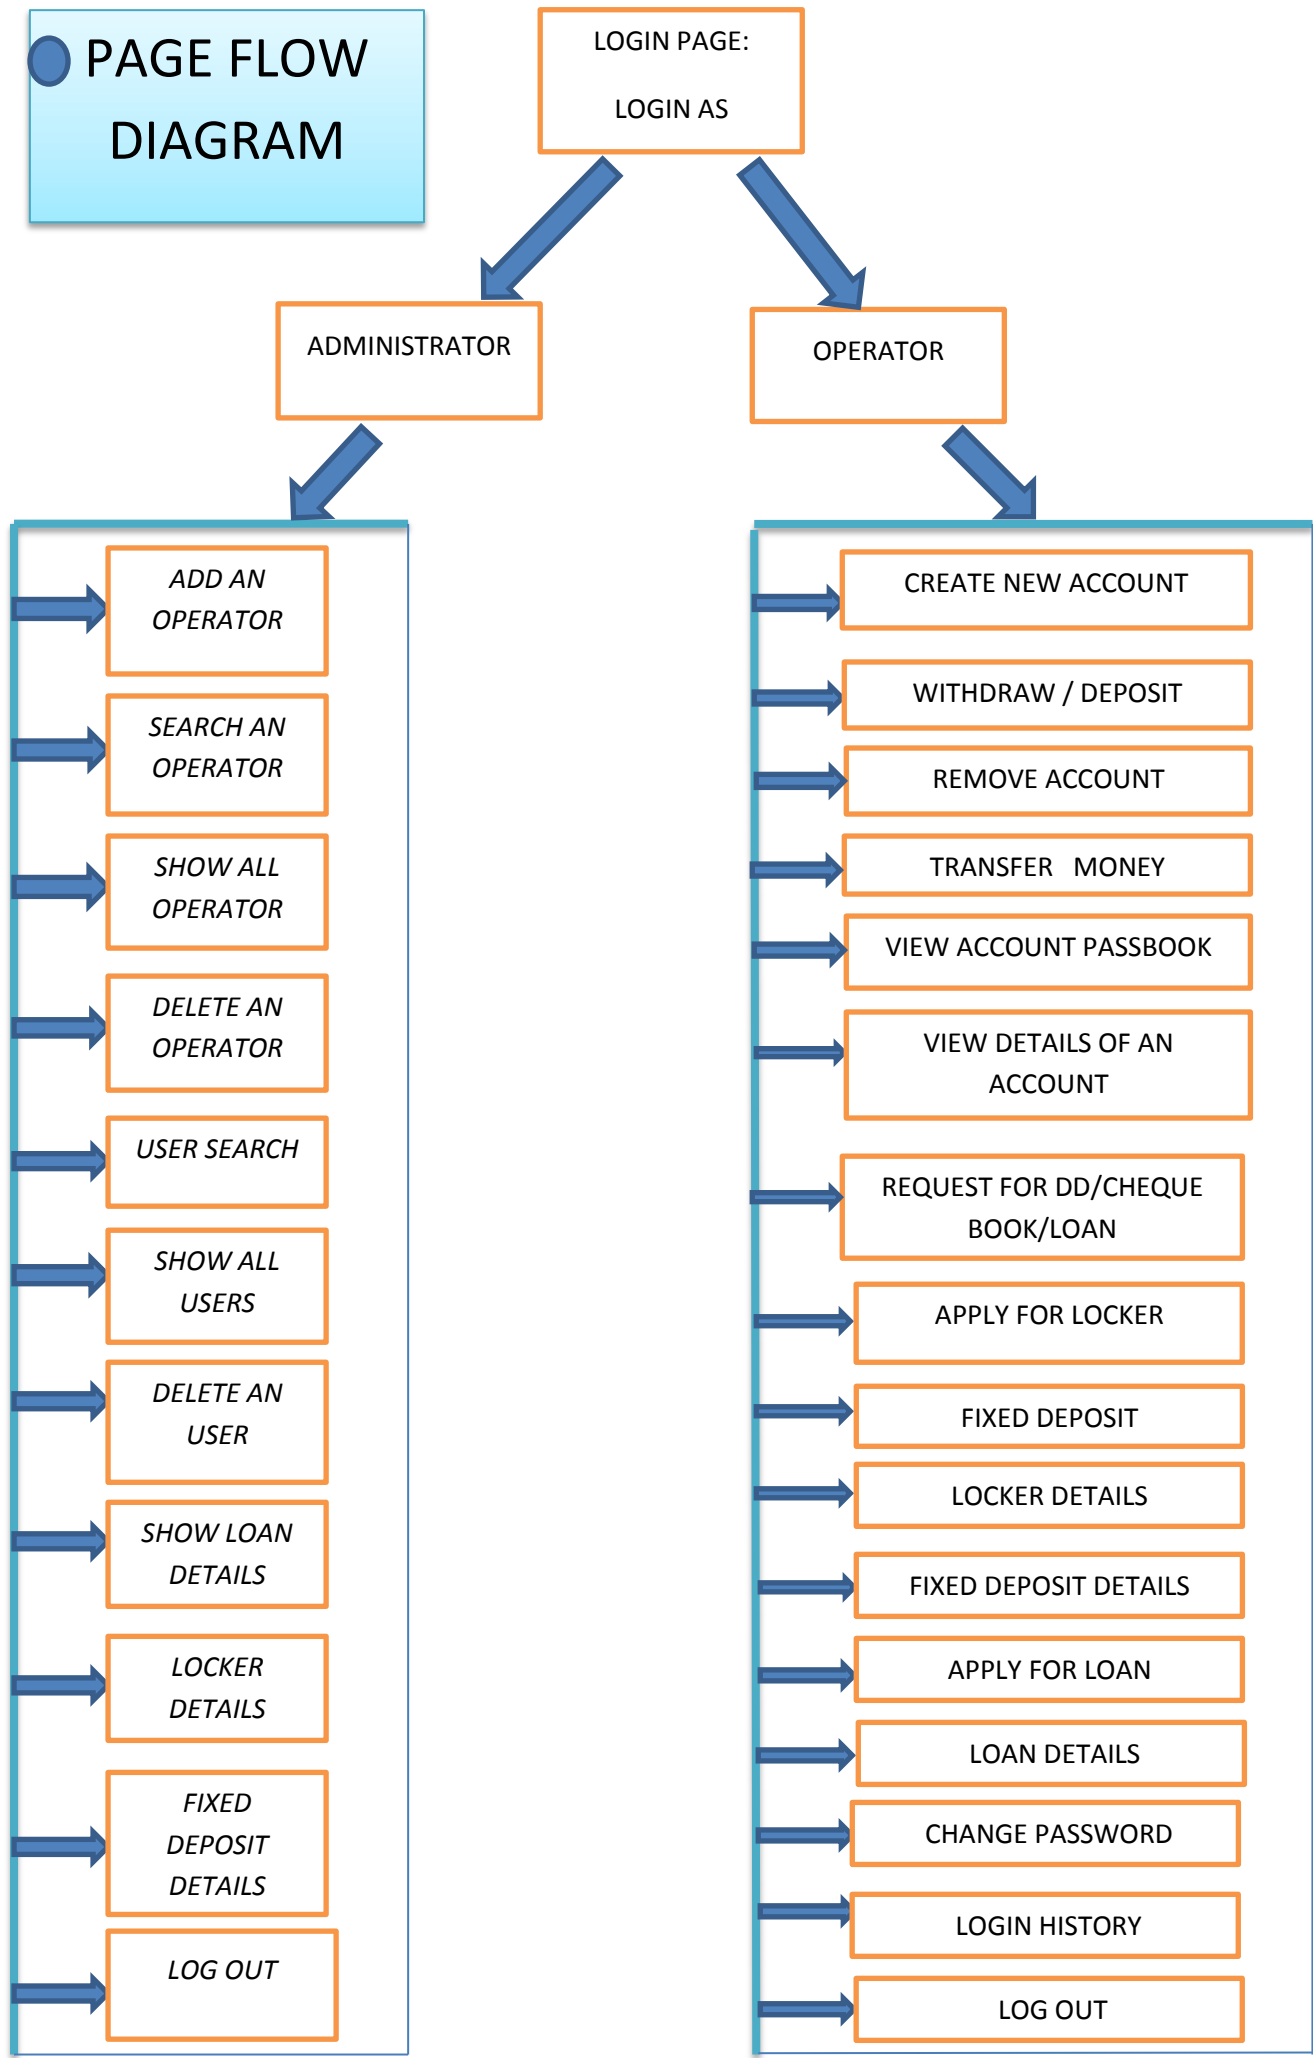 PAGE FLOW
DIAGRAM
LOGIN PAGE:
LOGIN AS
ADMINISTRATOR
OPERATOR
ADD AN
OPERATOR
SEARCH AN
OPERATOR
SHOW ALL
OPERATOR
DELETE AN
OPERATOR
USER SEARCH
SHOW ALL
USERS
DELETE AN
USER
SHOW LOAN
DETAILS
LOCKER
DETAILS
FIXED
DEPOSIT
DETAILS
LOG OUT
CREATE NEW ACCOUNT
WITHDRAW / DEPOSIT
REMOVE ACCOUNT
TRANSFER   MONEY
VIEW ACCOUNT PASSBOOK
VIEW DETAILS OF AN
ACCOUNT
REQUEST FOR DD/CHEQUE
BOOK/LOAN
APPLY FOR LOCKER
FIXED DEPOSIT
LOCKER DETAILS
FIXED DEPOSIT DETAILS
APPLY FOR LOAN
LOAN DETAILS
CHANGE PASSWORD
LOGIN HISTORY
LOG OUT